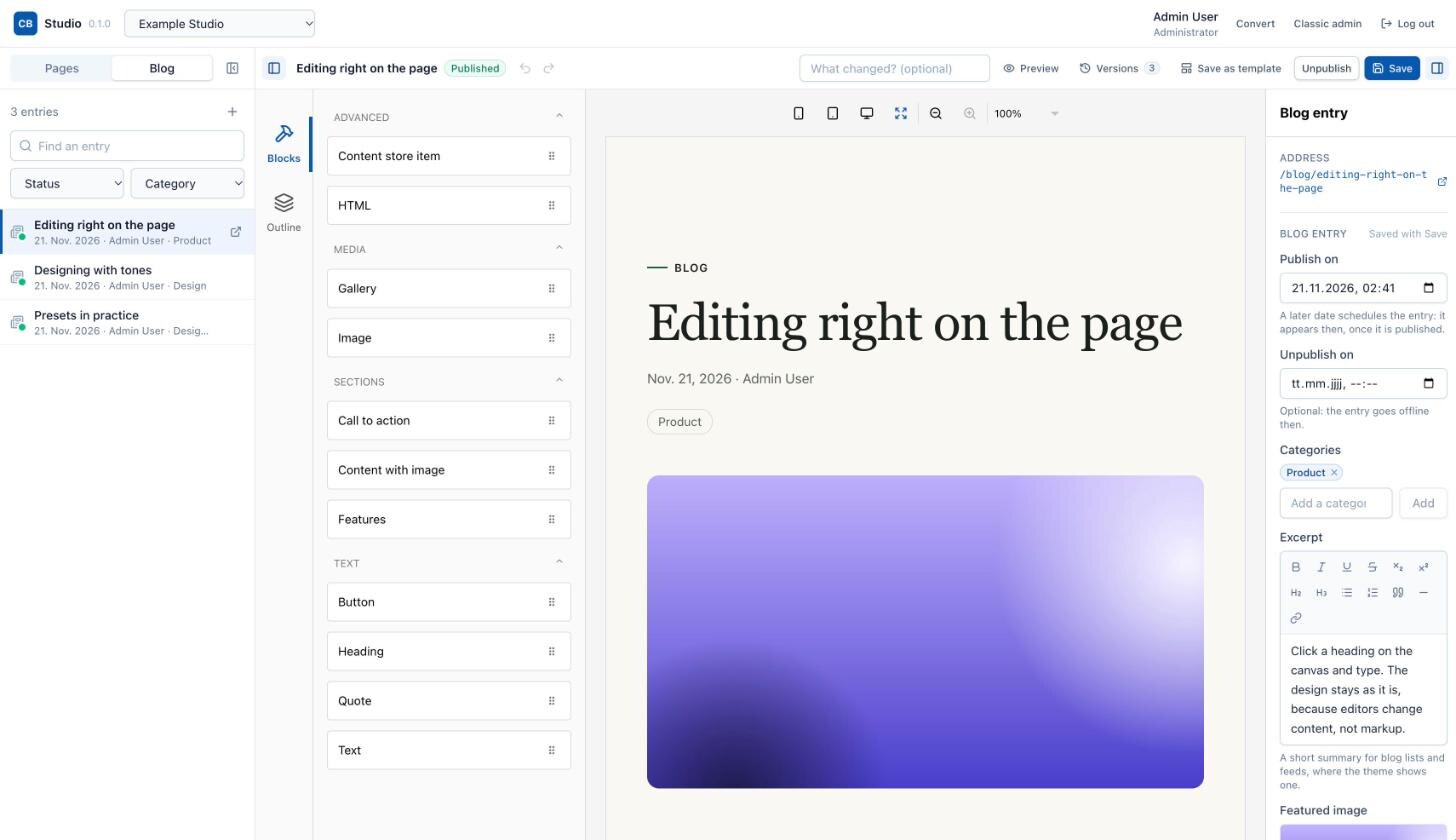 CB Studio 0.1.0 Example Studio Admin User Convert Classic admin Log out
Administrator
Pages Blog Editing right on the page Published What changed? (optional) Preview Versions 3 Save as template Unpublish Save
3 entries
Find an entry
Status Category
Editing right on the page
21. Nov. 2026 · Admin User · Product
Designing with tones
21. Nov. 2026 · Admin User · Design
Presets in practice
21. Nov. 2026 · Admin User · Desig...
Blocks
Outline
ADVANCED
Content store item
HTML
MEDIA
Gallery
Image
SECTIONS
Call to action
Content with image
Features
TEXT
Button
Heading
Quote
Text
100%
BLOG
Editing right on the page
Nov. 21, 2026 · Admin User
Product
Blog entry
ADDRESS
/blog/editing-right-on-t
he-page
BLOG ENTRY Saved with Save
Publish on
21.11.2026, 02:41
A later date schedules the entry: it
appears then, once it is published.
Unpublish on
tt.mm.jjjj, --:--
Optional: the entry goes offline
then.
Categories
Product ×
Add a categor Add
Excerpt
B I U S X₂ X²
H₂ H₃
Click a heading on the
canvas and type. The
design stays as it is,
because editors change
content, not markup.
A short summary for blog lists and
feeds, where the theme shows
one.
Featured image